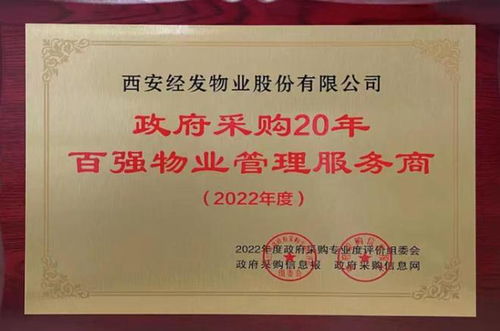 西安经发物业股份有限公司
政府采购20年
百强物业管理服务商
（2022年度）
2022年度政府采购专业度评价组委会
政府采购信息报　政府采购信息网